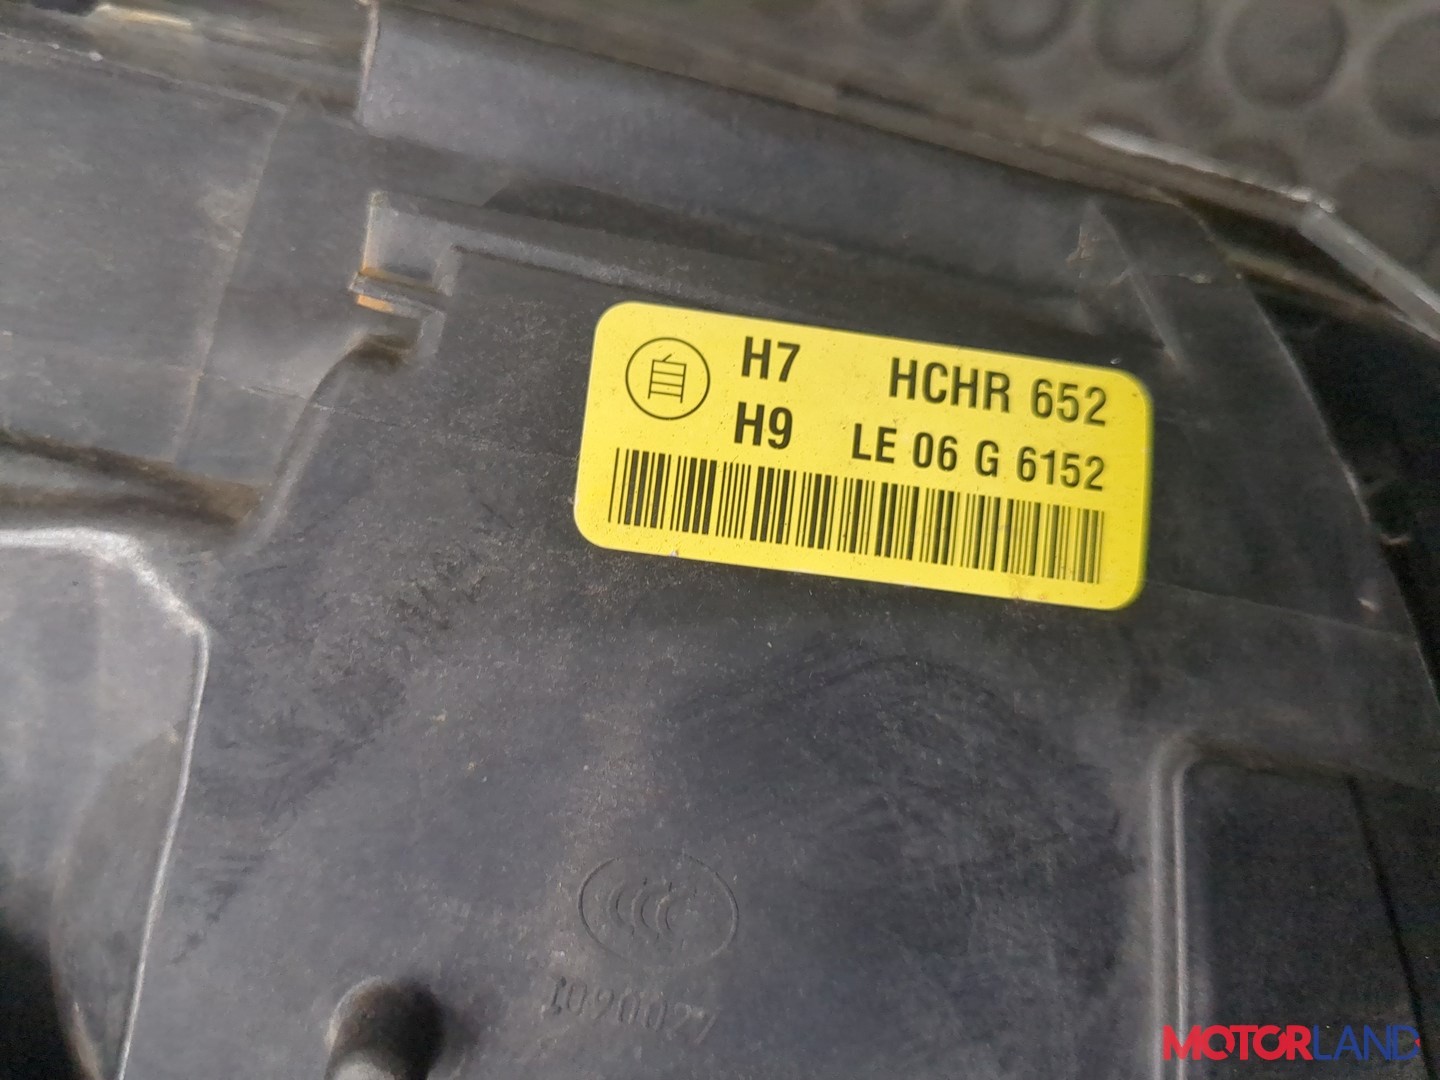 H7 HCHR 652
H9 LE 06 G 6152
MOTORLAND